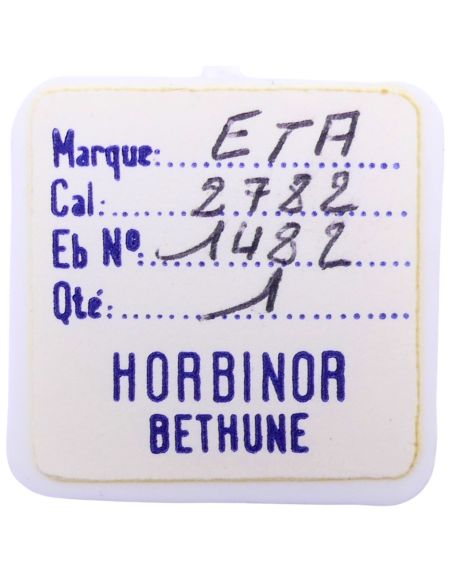 Marque: ETA
Cal: 2782
Eb Nº: 1482
Qté: 1
HORBINOR
BETHUNE